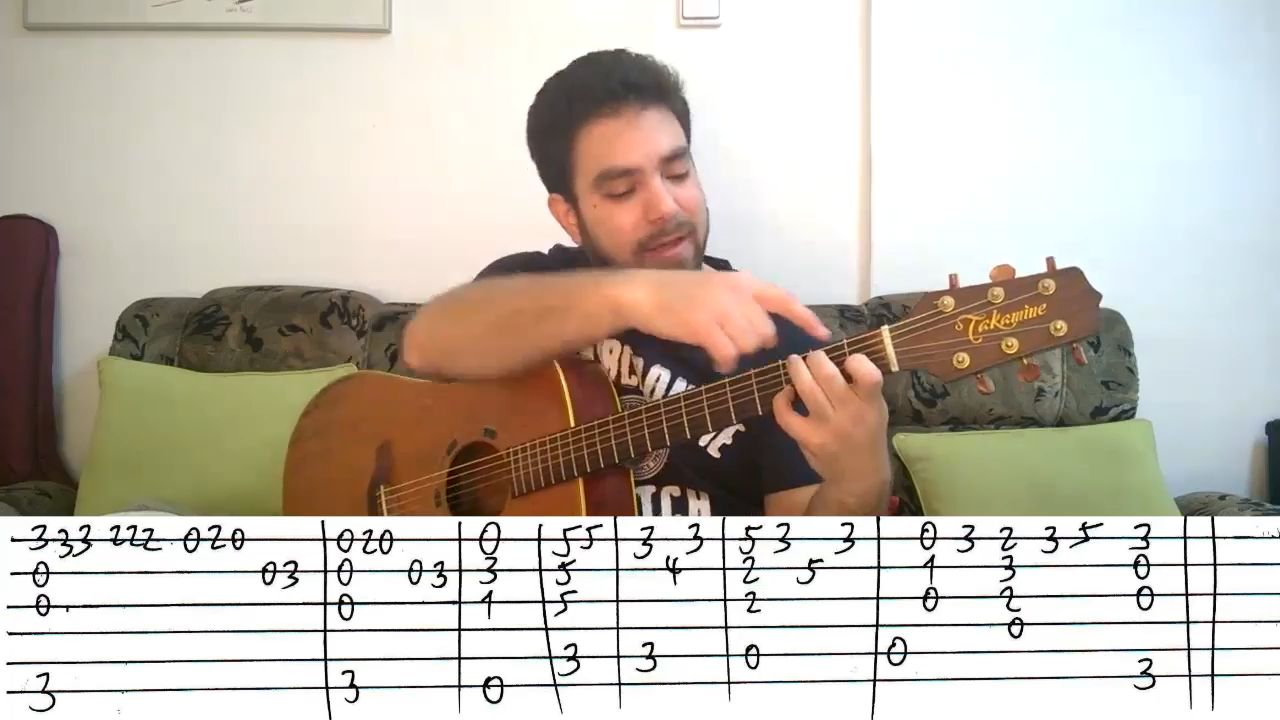 Takamine
TCH
333 222 020 020 0 55 3 3 53 3 0 3 2 3 5 3
0 03 0 03 3 5 4 2 5 1 3 0
0 0 1 5 2 0 2 0
0
3 3 0 0
3 3 0 3